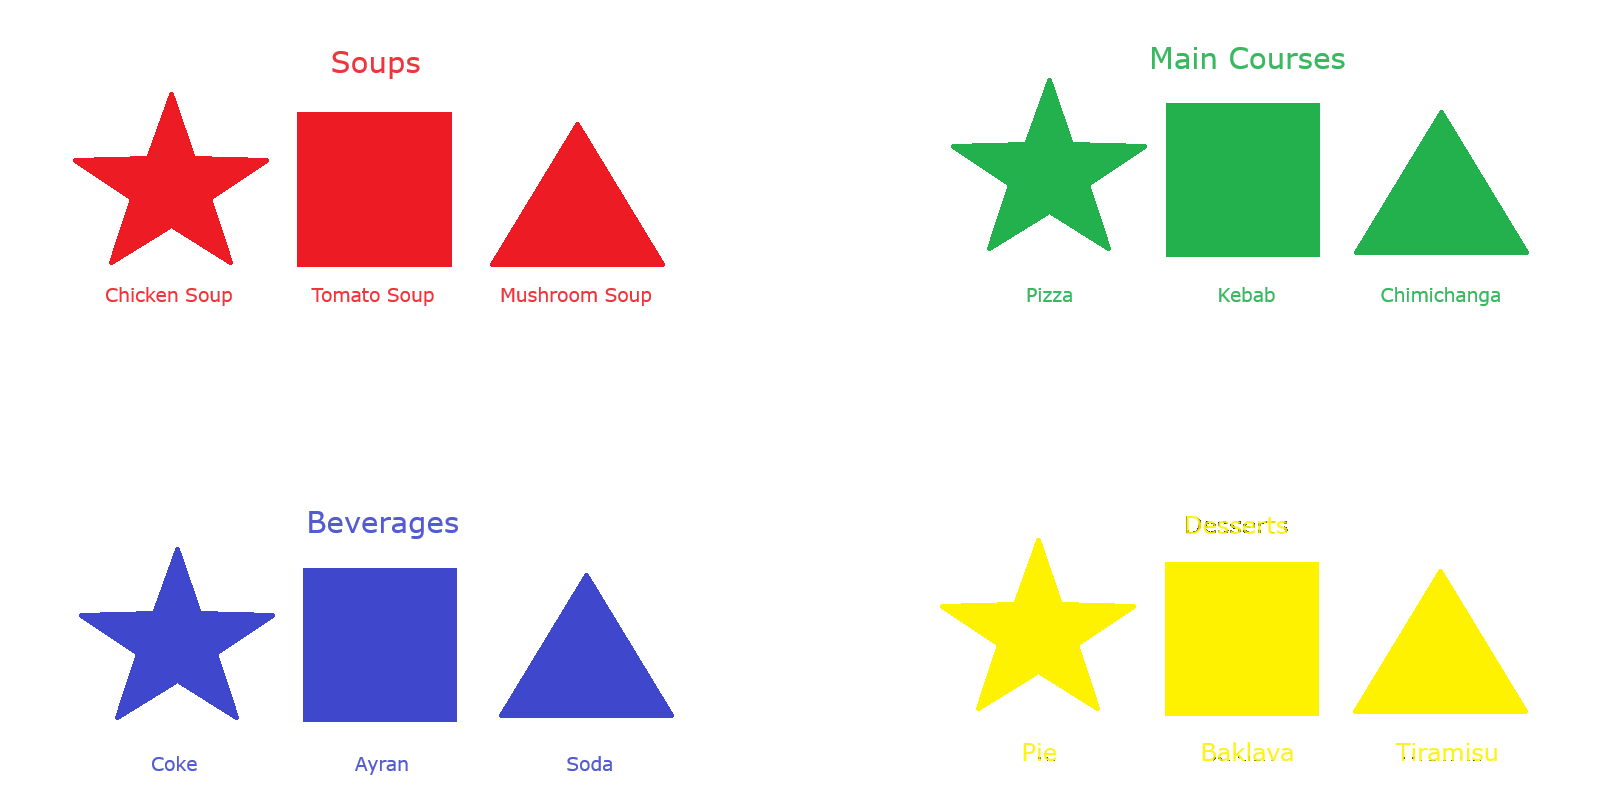 Soups
Chicken Soup Tomato Soup Mushroom Soup
Main Courses
Pizza Kebab Chimichanga
Beverages
Coke Ayran Soda
Desserts
Pie Baklava Tiramisu